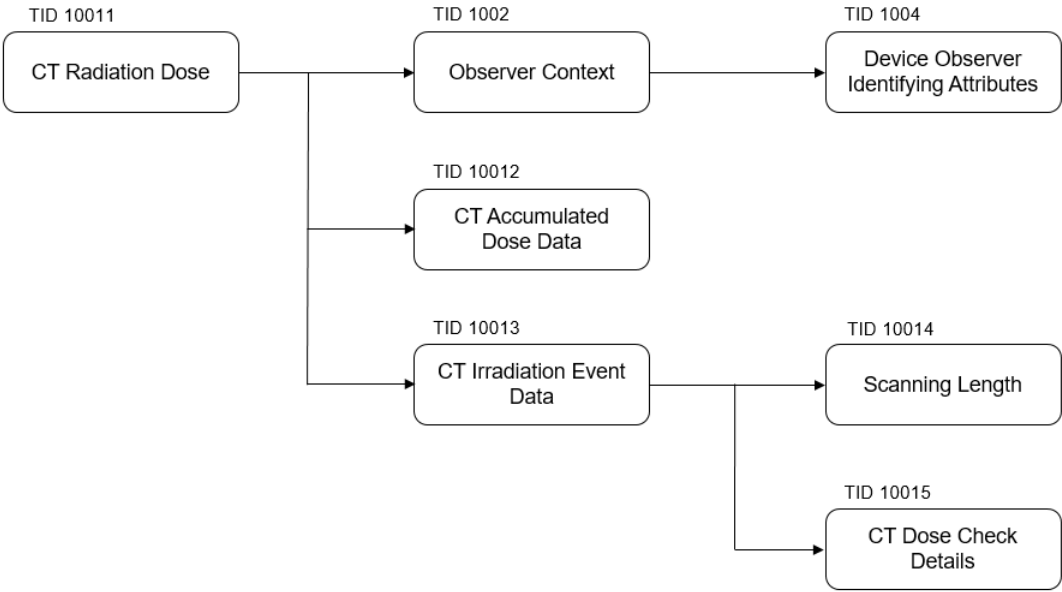 TID 10011
CT Radiation Dose
TID 1002
Observer Context
TID 1004
Device Observer
Identifying Attributes
TID 10012
CT Accumulated
Dose Data
TID 10013
CT Irradiation Event
Data
TID 10014
Scanning Length
TID 10015
CT Dose Check
Details